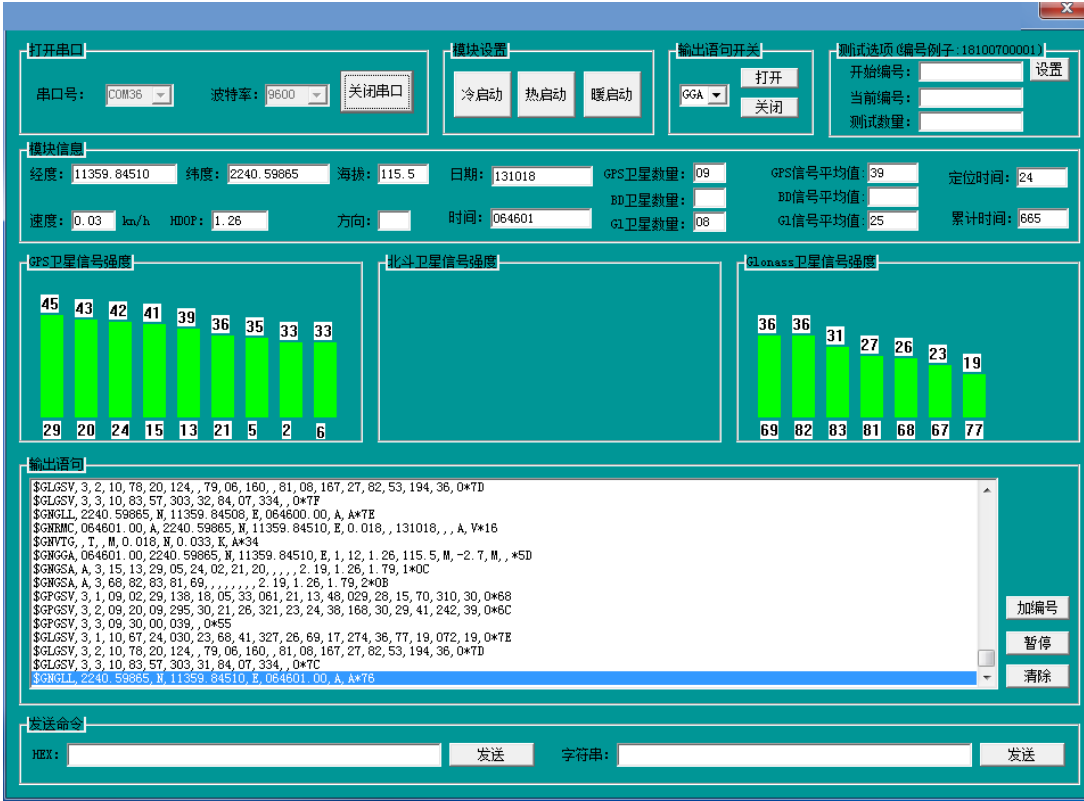 打开串口
串口号: COM36 波特率: 9600 关闭串口
模块设置
冷启动 热启动 暖启动
输出语句开关
GGA 打开
关闭
测试选项(编号例子:18100700001)
开始编号: 设置
当前编号:
测试数量:
模块信息
经度: 11359.84510 纬度: 2240.59865 海拔: 115.5 日期: 131018 GPS卫星数量: 09 GPS信号平均值: 39 定位时间: 24
BD卫星数量: BD信号平均值:
速度: 0.03 km/h HDOP: 1.26 方向: 时间: 064601 Gl卫星数量: 08 Gl信号平均值: 25 累计时间: 665
GPS卫星信号强度
45 43 42 41 39 36 35 33 33
29 20 24 15 13 21 5 2 6
北斗卫星信号强度
Glonass卫星信号强度
36 36 31 27 26 23 19
69 82 83 81 68 67 77
输出语句
$GLGSV,3,2,10,78,20,124,,79,06,160,,81,08,167,27,82,53,194,36,0*7D
$GLGSV,3,3,10,83,57,303,32,84,07,334,,0*7F
$GNGLL,2240.59865,N,11359.84508,E,064600.00,A,A*7E
$GNRMC,064601.00,A,2240.59865,N,11359.84510,E,0.018,,131018,,,A,V*16
$GNVTG,,T,,M,0.018,N,0.033,K,A*34
$GNGGA,064601.00,2240.59865,N,11359.84510,E,1,12,1.26,115.5,M,-2.7,M,,*5D
$GNGSA,A,3,15,13,29,05,24,02,21,20,,,,,2.19,1.26,1.79,1*0C
$GNGSA,A,3,68,82,83,81,69,,,,,,,,2.19,1.26,1.79,2*0B
$GPGSV,3,1,09,02,29,138,18,05,33,061,21,13,48,029,28,15,70,310,30,0*68
$GPGSV,3,2,09,20,09,295,30,21,26,321,23,24,38,168,30,29,41,242,39,0*6C
$GPGSV,3,3,09,30,00,039,,0*55
$GLGSV,3,1,10,67,24,030,23,68,41,327,26,69,17,274,36,77,19,072,19,0*7E
$GLGSV,3,2,10,78,20,124,,79,06,160,,81,08,167,27,82,53,194,36,0*7D
$GLGSV,3,3,10,83,57,303,31,84,07,334,,0*7C
$GNGLL,2240.59865,N,11359.84510,E,064601.00,A,A*76
加编号
暂停
清除
发送命令
HEX: 发送 字符串: 发送